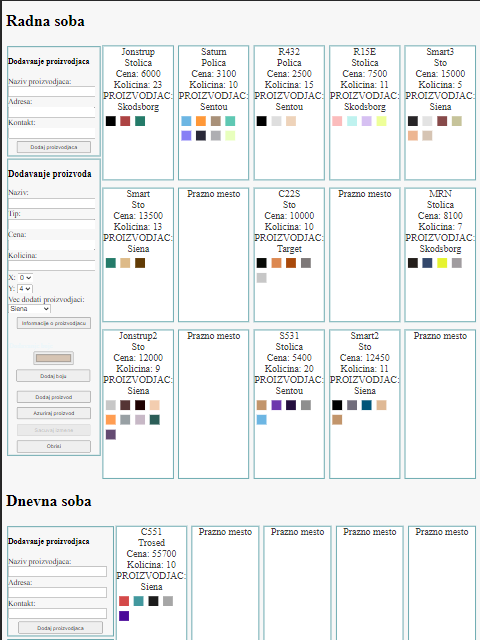 Radna soba
Dodavanje proizvodjaca
Naziv proizvodjaca:
Adresa:
Kontakt:
Dodaj proizvodjaca
Dodavanje proizvoda
Naziv:
Tip:
Cena:
Kolicina:
X: 0
Y: 4
Vec dodati proizvodjaci:
Siena
Informacije o proizvodjacu
Dodaj boju
Dodaj proizvod
Azuriraj proizvod
Obrisi
Jonstrup
Stolica
Cena: 6000
Kolicina: 23
PROIZVODJAC:
Skodsborg
Saturn
Polica
Cena: 3100
Kolicina: 10
PROIZVODJAC:
Sentou
R432
Polica
Cena: 2500
Kolicina: 15
PROIZVODJAC:
Sentou
R15E
Stolica
Cena: 7500
Kolicina: 11
PROIZVODJAC:
Skodsborg
Smart3
Sto
Cena: 15000
Kolicina: 5
PROIZVODJAC:
Siena
Smart
Sto
Cena: 13500
Kolicina: 13
PROIZVODJAC:
Siena
Prazno mesto
C22S
Sto
Cena: 10000
Kolicina: 10
PROIZVODJAC:
Target
Prazno mesto
MRN
Stolica
Cena: 8100
Kolicina: 7
PROIZVODJAC:
Skodsborg
Jonstrup2
Sto
Cena: 12000
Kolicina: 9
PROIZVODJAC:
Siena
Prazno mesto
S531
Stolica
Cena: 5400
Kolicina: 20
PROIZVODJAC:
Sentou
Smart2
Sto
Cena: 12450
Kolicina: 11
PROIZVODJAC:
Siena
Prazno mesto
Dnevna soba
Dodavanje proizvodjaca
Naziv proizvodjaca:
Adresa:
Kontakt:
Dodaj proizvodjaca
C551
Trosed
Cena: 55700
Kolicina: 10
PROIZVODJAC:
Siena
Prazno mesto
Prazno mesto
Prazno mesto
Prazno mesto